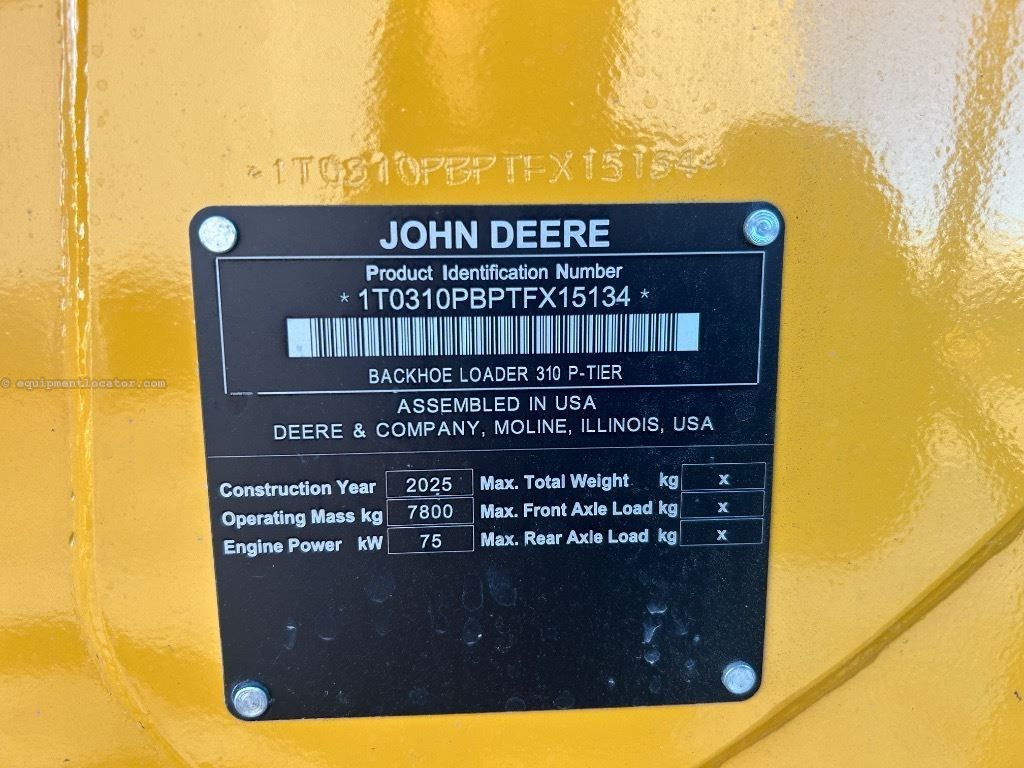 *1T0310PBPTFX15134*
JOHN DEERE
Product Identification Number
* 1T0310PBPTFX15134 *
BACKHOE LOADER 310 P-TIER
ASSEMBLED IN USA
DEERE & COMPANY, MOLINE, ILLINOIS, USA
Construction Year 2025 Max. Total Weight kg x
Operating Mass kg 7800 Max. Front Axle Load kg x
Engine Power kW 75 Max. Rear Axle Load kg x
© equipmentlocator.com